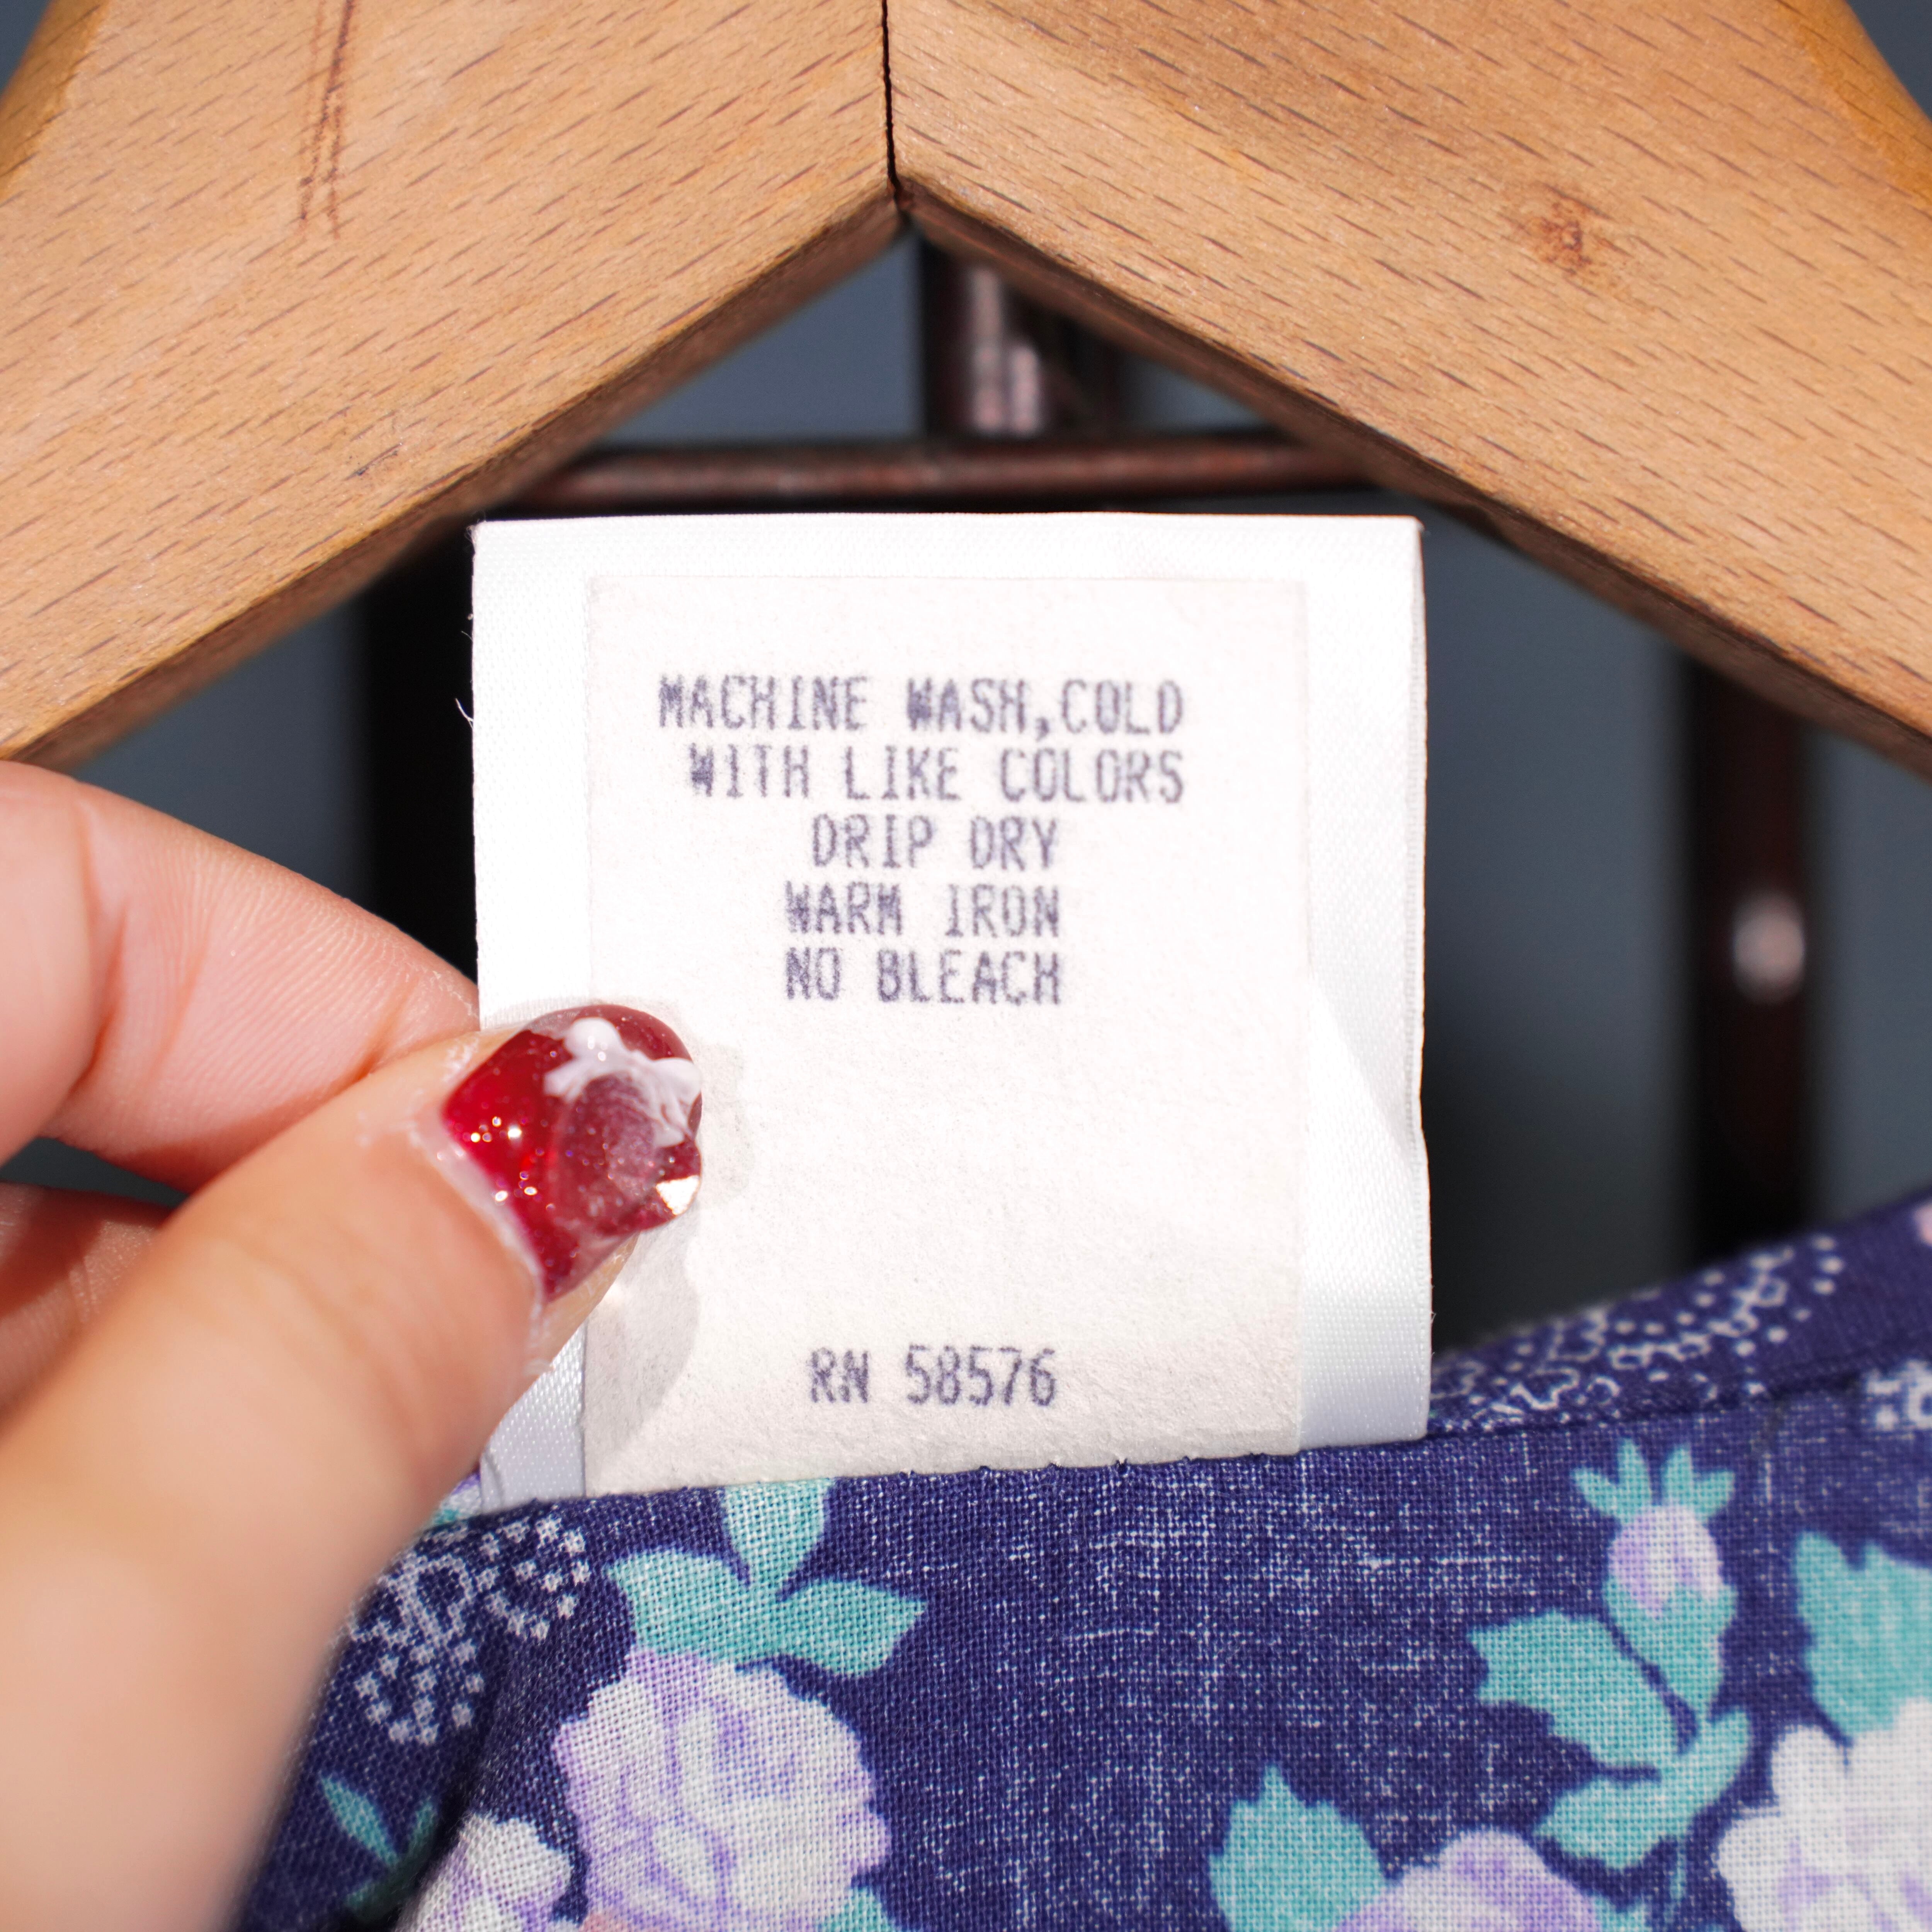 MACHINE WASH,COLD
WITH LIKE COLORS
DRIP DRY
WARM IRON
NO BLEACH
RN 58576